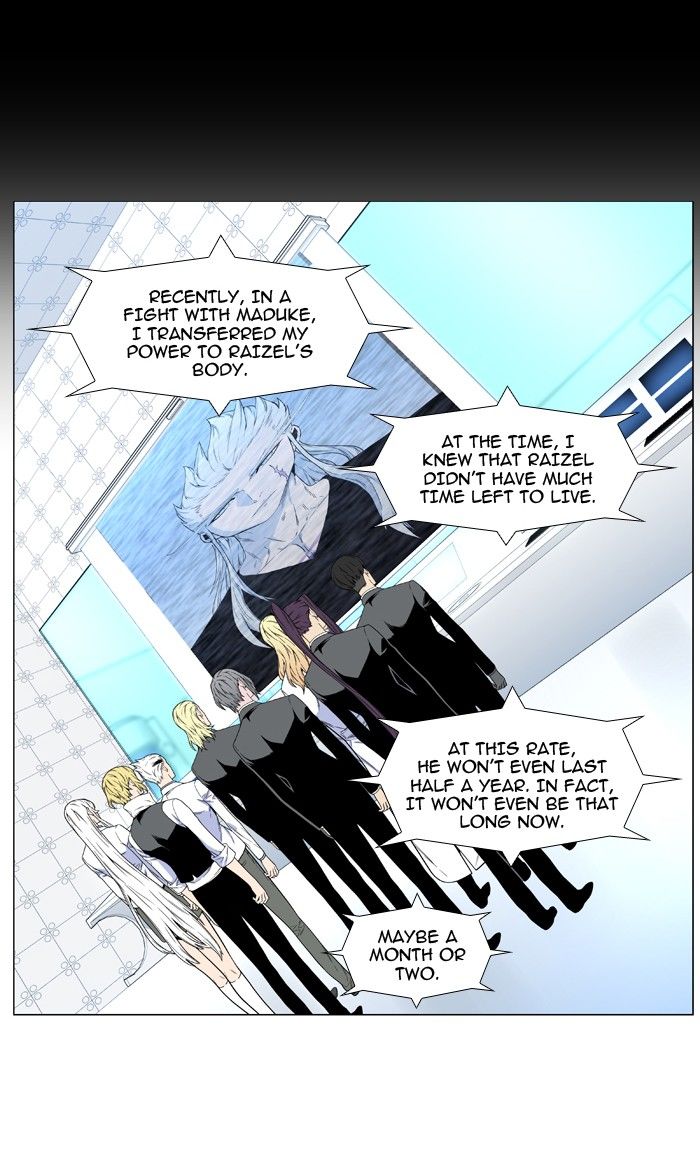 RECENTLY, IN A
FIGHT WITH MADUKE,
I TRANSFERRED MY
POWER TO RAIZEL'S
BODY.
AT THE TIME, I
KNEW THAT RAIZEL
DIDN'T HAVE MUCH
TIME LEFT TO LIVE.
AT THIS RATE,
HE WON'T EVEN LAST
HALF A YEAR. IN FACT,
IT WON'T EVEN BE THAT
LONG NOW.
MAYBE A
MONTH OR
TWO.